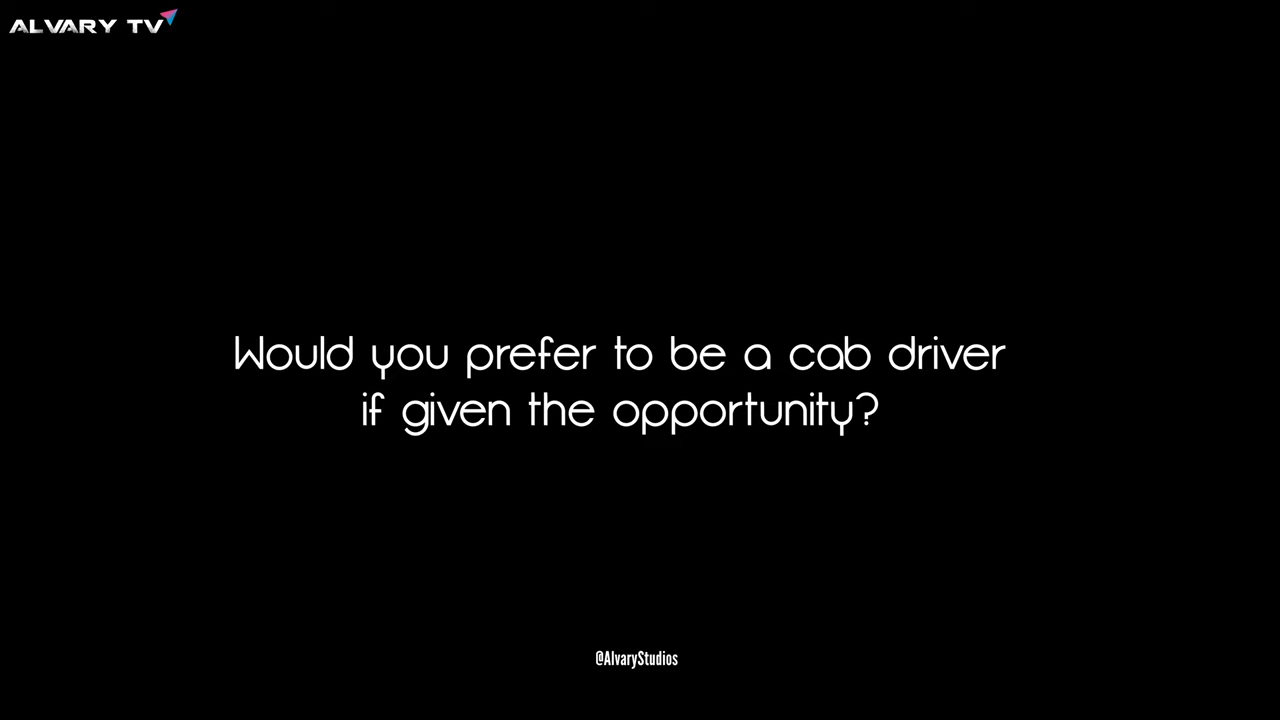 ALVARY TV
Would you prefer to be a cab driver
if given the opportunity?
@AlvaryStudios